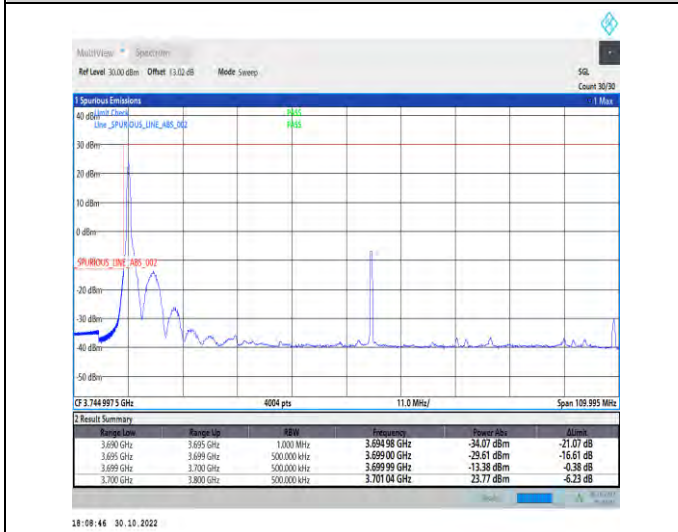 MultiView Spectrum
Ref Level 30.00 dBm Offset 13.02 dB Mode Sweep SGL
Count 30/30
1 Spurious Emissions 1 Max
40 dBm Limit Check PASS
Line _SPURIOUS_LINE_ABS_002 PASS
30 dBm
20 dBm
10 dBm
0 dBm
_SPURIOUS_LINE_ABS_002
-20 dBm
-30 dBm
-40 dBm
-50 dBm
CF 3.744 997 5 GHz 4004 pts 11.0 MHz/ Span 109.995 MHz
2 Result Summary
Range Low Range Up RBW Frequency Power Abs ΔLimit
3.690 GHz 3.695 GHz 1.000 MHz 3.694 98 GHz -34.07 dBm -21.07 dB
3.695 GHz 3.699 GHz 500.000 kHz 3.699 00 GHz -29.61 dBm -16.61 dB
3.699 GHz 3.700 GHz 500.000 kHz 3.699 99 GHz -13.38 dBm -0.38 dB
3.700 GHz 3.800 GHz 500.000 kHz 3.701 04 GHz 23.77 dBm -6.23 dB
18:08:46 30.10.2022